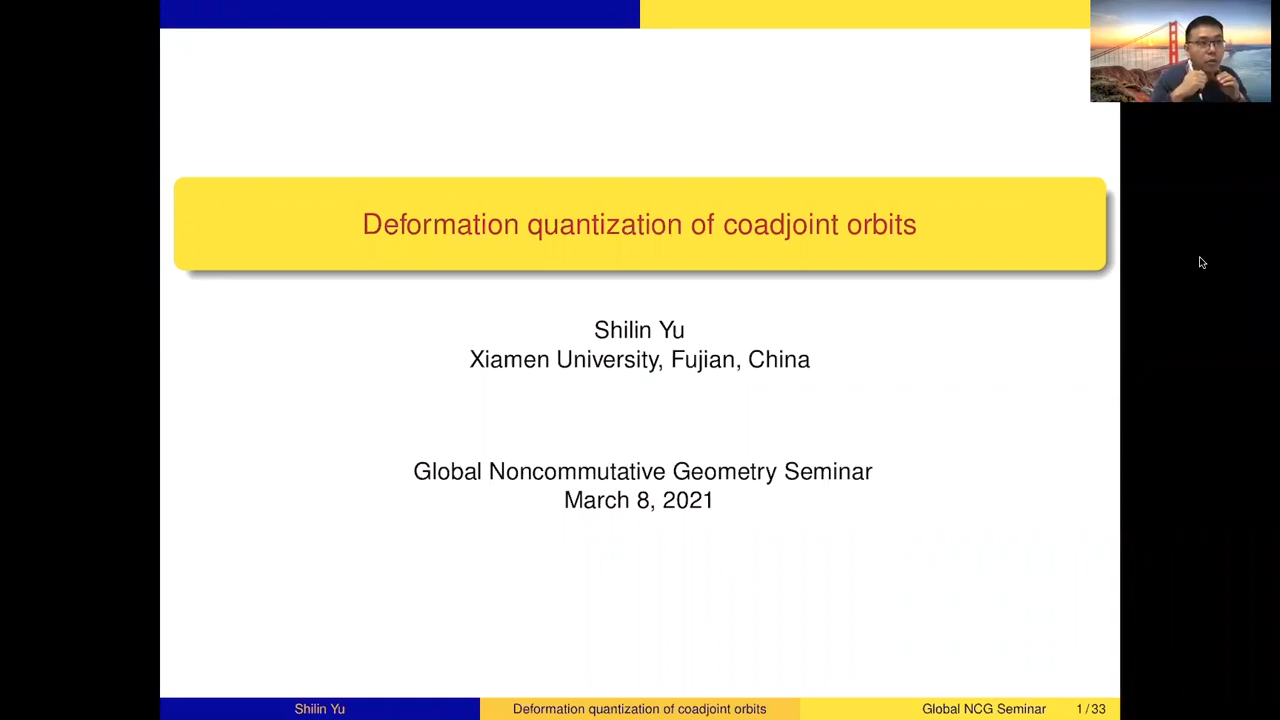 Deformation quantization of coadjoint orbits
Shilin Yu
Xiamen University, Fujian, China
Global Noncommutative Geometry Seminar
March 8, 2021
Shilin Yu
Deformation quantization of coadjoint orbits
Global NCG Seminar
1 / 33